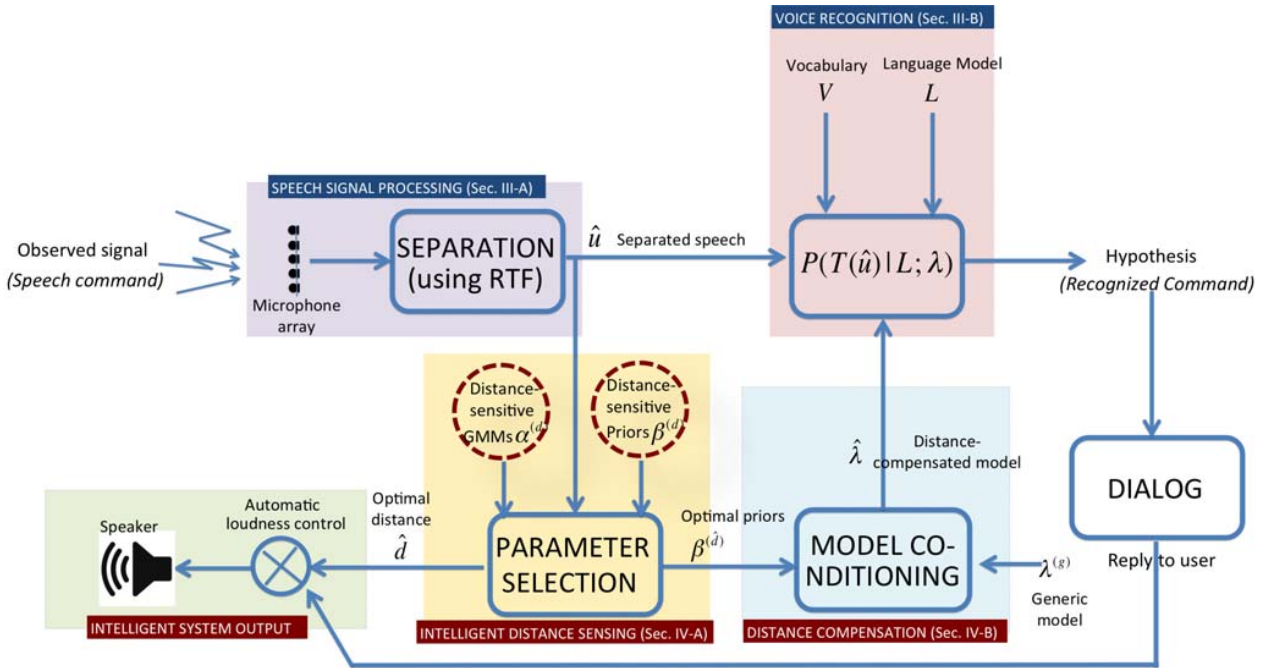 VOICE RECOGNITION (Sec. III-B)
Vocabulary
V
Language Model
L
SPEECH SIGNAL PROCESSING (Sec. III-A)
Observed signal
(Speech command)
Microphone
array
SEPARATION
(using RTF)
û Separated speech
P(T(û)|L; λ)
Hypothesis
(Recognized Command)
Distance-
sensitive
GMMs α^(d)
Distance-
sensitive
Priors β^(d)
λ̂
Distance-
compensated model
DIALOG
Reply to user
Speaker
Automatic
loudness control
Optimal
distance
d̂
PARAMETER
SELECTION
Optimal priors
β^(d̂)
MODEL CO-
NDITIONING
λ^(g)
Generic
model
INTELLIGENT SYSTEM OUTPUT
INTELLIGENT DISTANCE SENSING (Sec. IV-A)
DISTANCE COMPENSATION (Sec. IV-B)